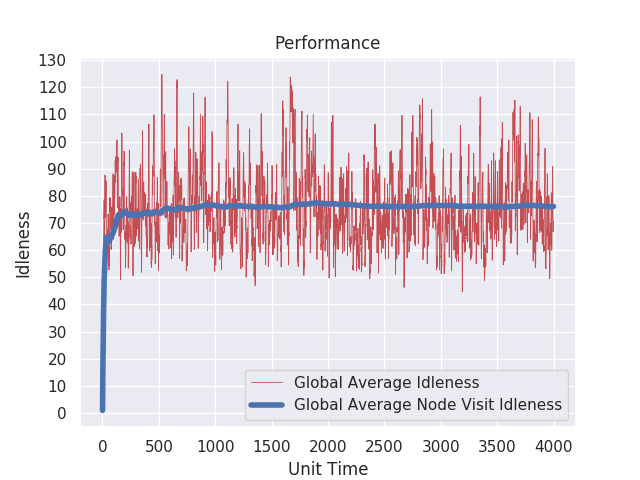 Performance
130
120
110
100
90
80
70
60
50
40
30
20
10
0
Idleness
Global Average Idleness
Global Average Node Visit Idleness
0 500 1000 1500 2000 2500 3000 3500 4000
Unit Time